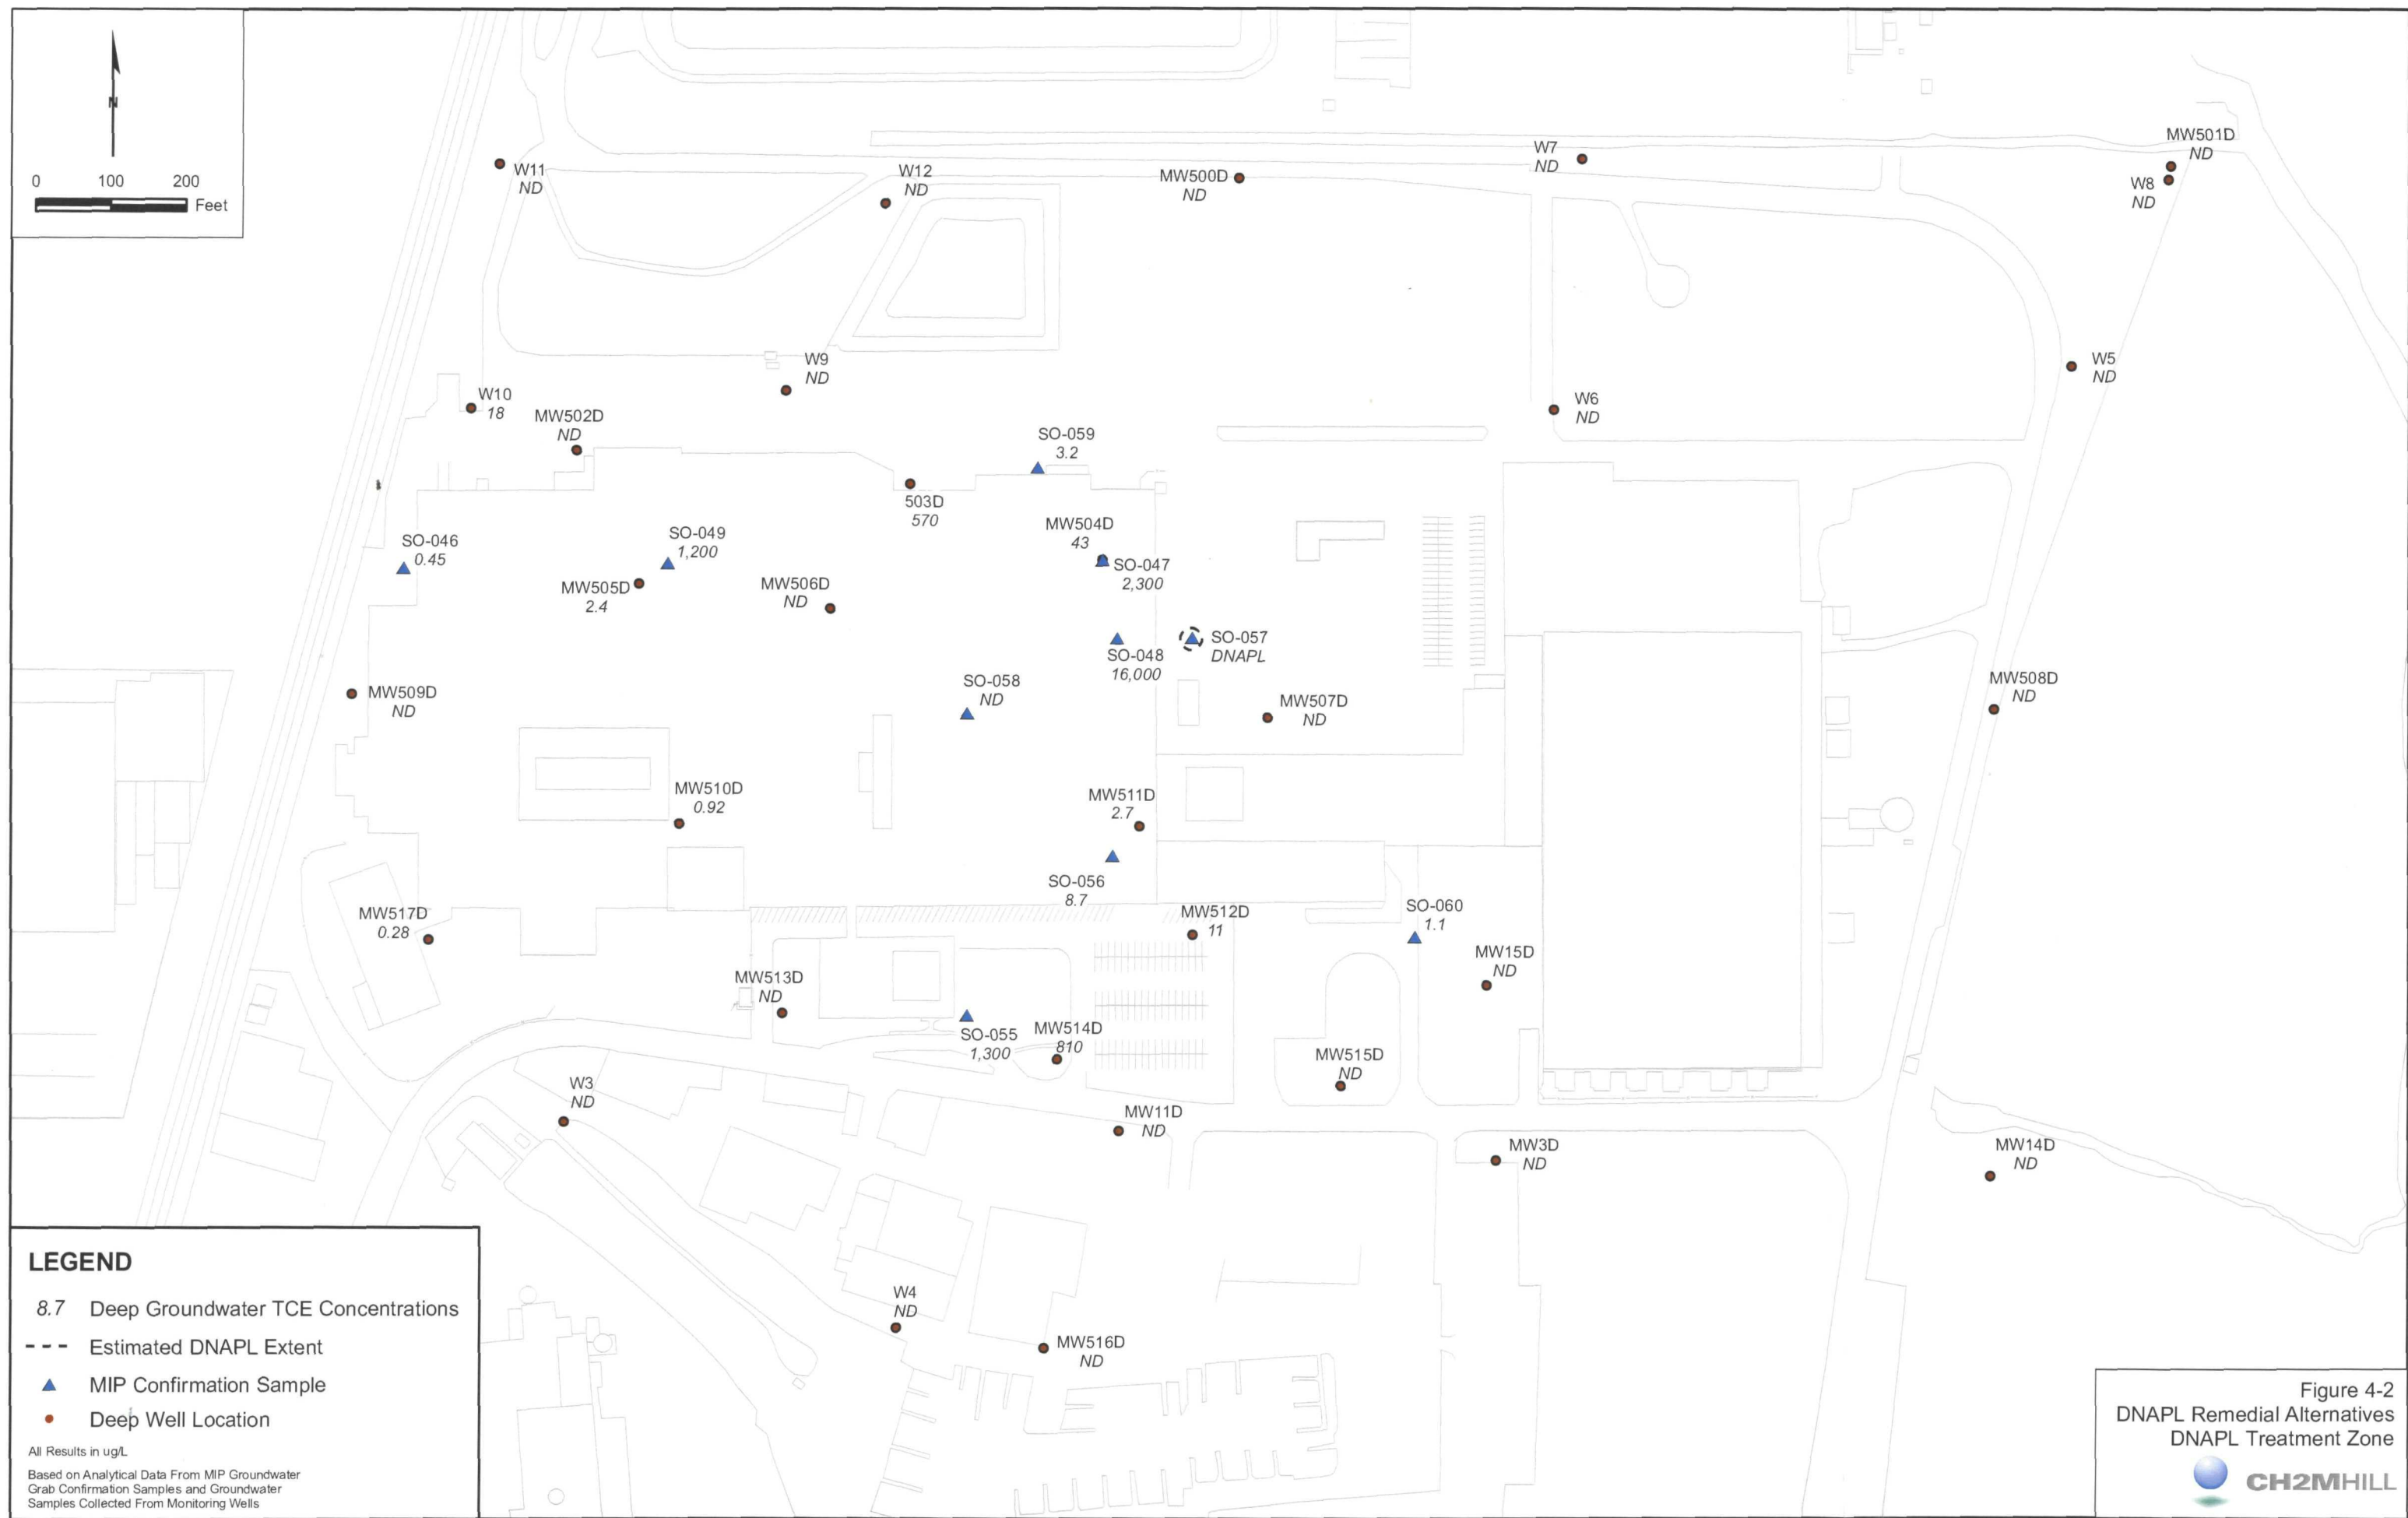 N
0 100 200
Feet
W11
ND
W12
ND
MW500D
ND
W7
ND
MW501D
ND
W8
ND
W9
ND
W5
ND
W10
18
MW502D
ND
W6
ND
SO-059
3.2
503D
570
MW504D
43
SO-046
0.45
SO-049
1,200
SO-047
2,300
MW505D
2.4
MW506D
ND
SO-057
DNAPL
SO-048
16,000
SO-058
ND
MW509D
ND
MW507D
ND
MW508D
ND
MW510D
0.92
MW511D
2.7
SO-056
8.7
MW517D
0.28
MW512D
11
SO-060
1.1
MW15D
ND
MW513D
ND
SO-055
1,300
MW514D
810
MW515D
ND
W3
ND
MW11D
ND
MW3D
ND
MW14D
ND
W4
ND
MW516D
ND
LEGEND
8.7 Deep Groundwater TCE Concentrations
Estimated DNAPL Extent
MIP Confirmation Sample
Deep Well Location
All Results in ug/L
Based on Analytical Data From MIP Groundwater
Grab Confirmation Samples and Groundwater
Samples Collected From Monitoring Wells
Figure 4-2
DNAPL Remedial Alternatives
DNAPL Treatment Zone
CH2MHILL